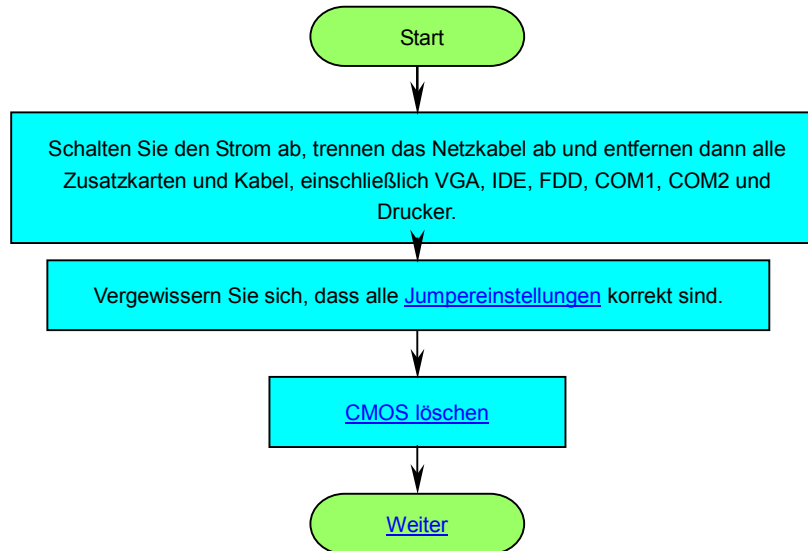 Start
Schalten Sie den Strom ab, trennen das Netzkabel ab und entfernen dann alle
Zusatzkarten und Kabel, einschließlich VGA, IDE, FDD, COM1, COM2 und
Drucker.
Vergewissern Sie sich, dass alle Jumpereinstellungen korrekt sind.
CMOS löschen
Weiter